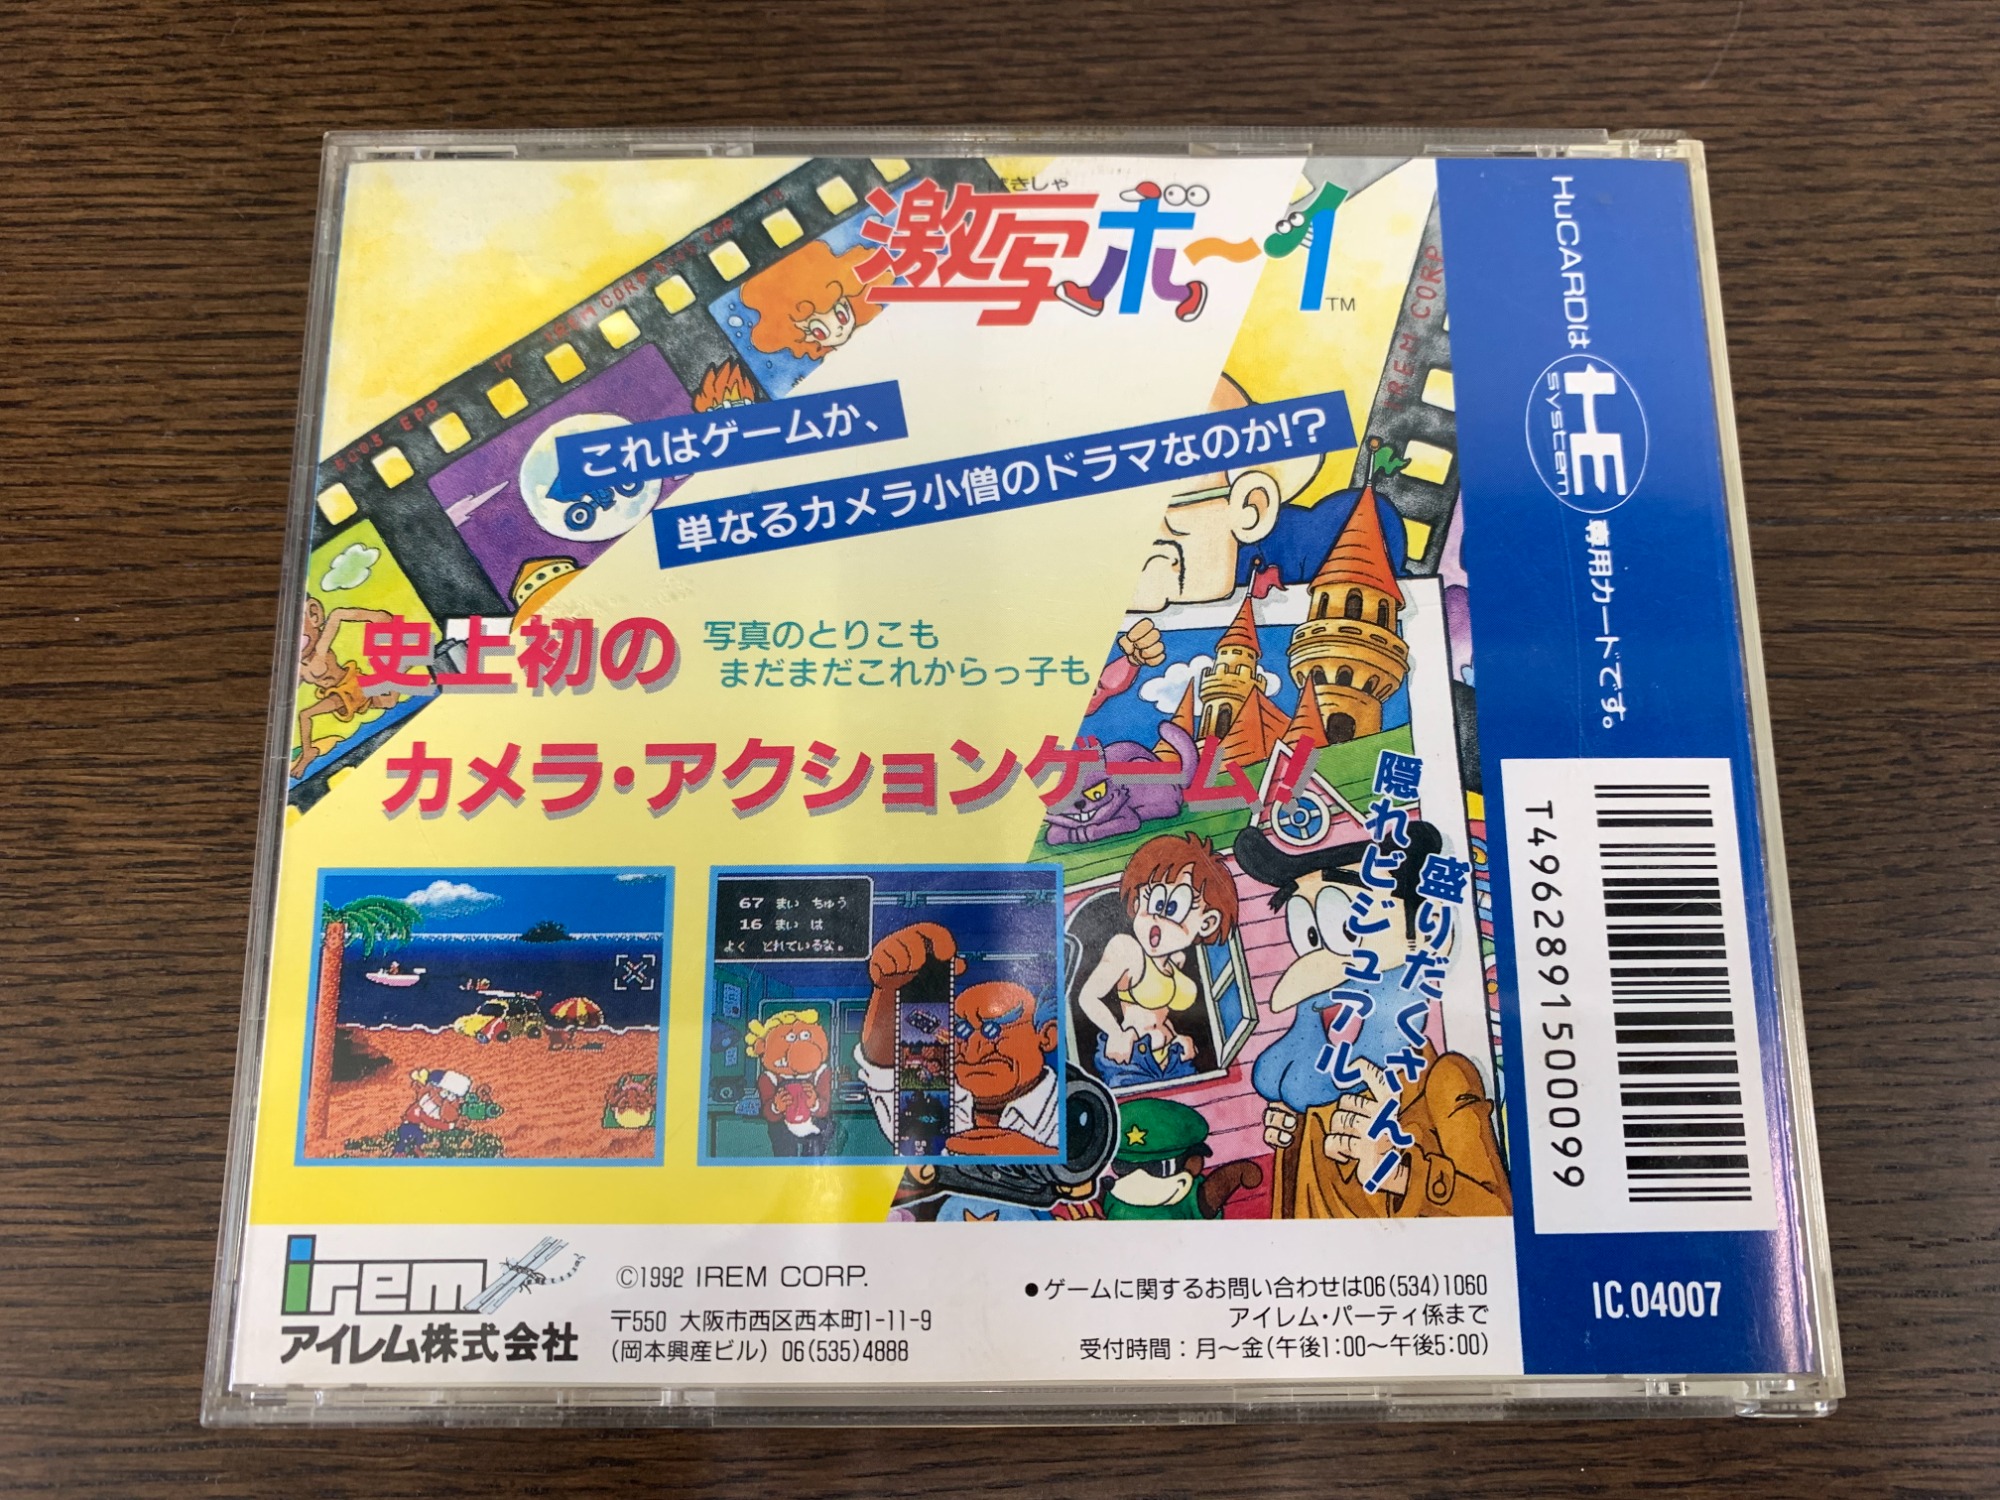 げきしゃ
激写ボーイ™
これはゲームか、
単なるカメラ小僧のドラマなのか!?
史上初の
写真のとりこも
まだまだこれからっ子も
カメラ・アクションゲーム!
隠れビジュアル
盛りだくさん!
67 まい ちゅう
16 まい は
よく とれているな。
EC05 EPP
17 IREM CORP
IREM CORP
irem
アイレム株式会社
©1992 IREM CORP.
〒550 大阪市西区西本町1-11-9
(岡本興産ビル) 06(535)4888
●ゲームに関するお問い合わせは06(534)1060
アイレム・パーティ係まで
受付時間:月〜金(午後1:00〜午後5:00)
HuCARDは
HE system
専用カードです。
T4962891500099
IC.04007